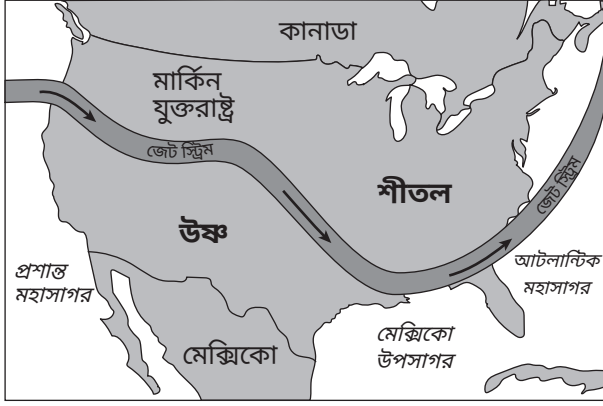 কানাডা
মার্কিন
যুক্তরাষ্ট্র
জেট স্ট্রিম
শীতল
জেট স্ট্রিম
উষ্ণ
প্রশান্ত
মহাসাগর
আটলান্টিক
মহাসাগর
মেক্সিকো
মেক্সিকো
উপসাগর